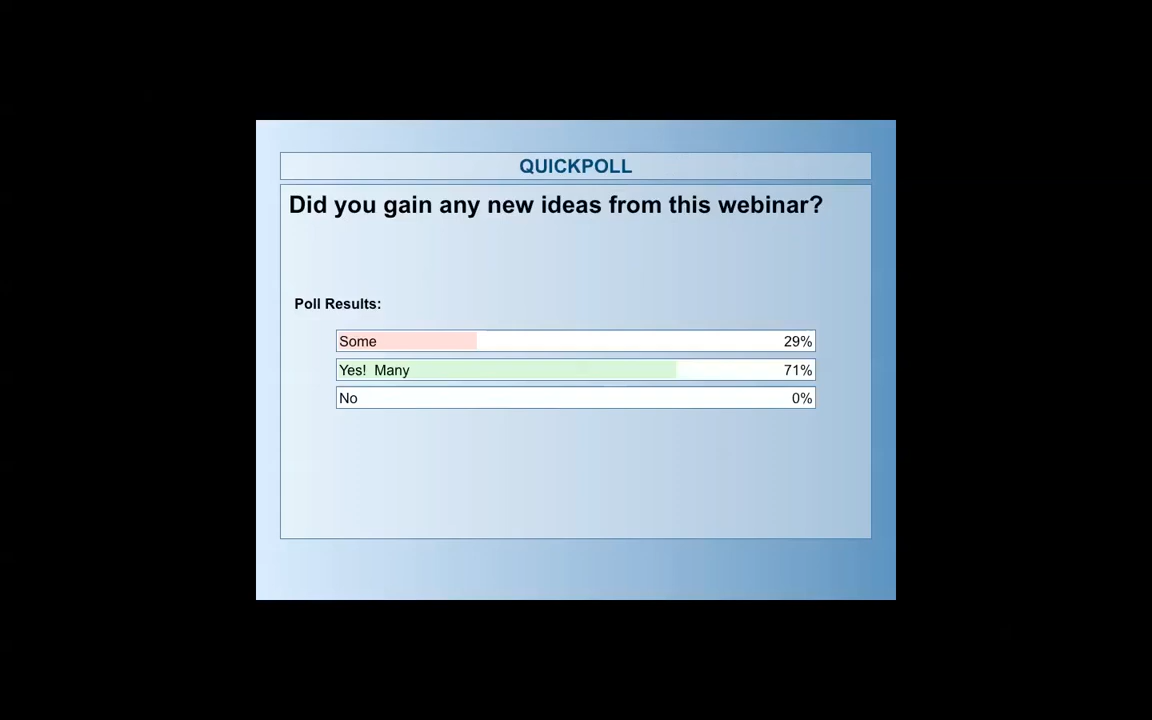 QUICKPOLL
Did you gain any new ideas from this webinar?
Poll Results:
Some 29%
Yes!  Many 71%
No 0%